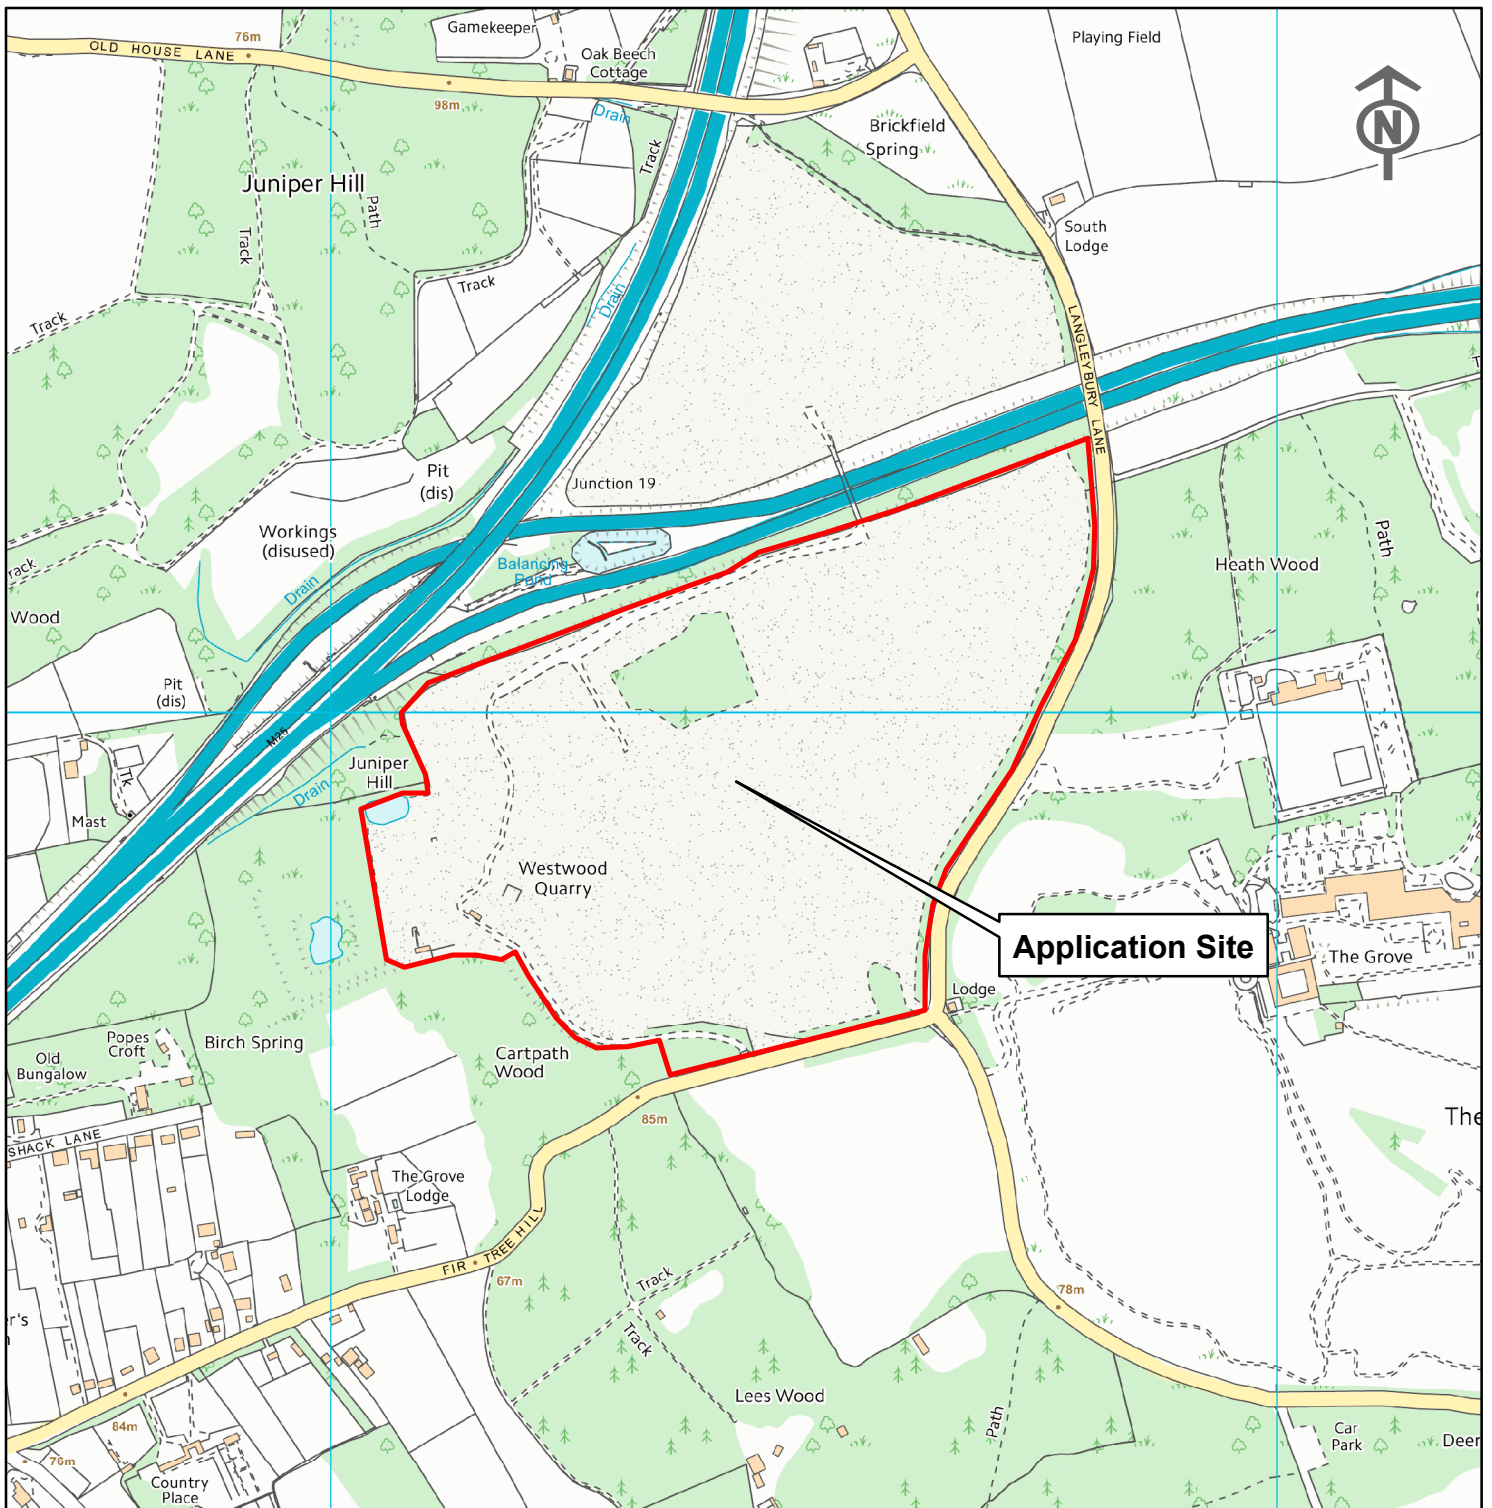 OLD HOUSE LANE
76m
Gamekeeper
Oak Beech
Cottage
98m
Drain
Track
Playing Field
Brickfield
Spring
N
Juniper Hill
Path
Track
South
Lodge
Track
Drain
Track
LANGLEYBURY LANE
Junction 19
Pit
(dis)
Workings
(disused)
Path
Drain
Balancing
Pond
Heath Wood
rack
Wood
Pit
(dis)
M25
Juniper
Hill
Drain
Tk
Mast
Westwood
Quarry
Application Site
The Grove
Lodge
Popes
Croft
Old
Bungalow
Birch Spring
Cartpath
Wood
85m
The
SHACK LANE
The Grove
Lodge
FIR TREE HILL
67m
Track
Track
78m
er's
Lees Wood
Path
84m
76m
Country
Place
Car
Park
Deer